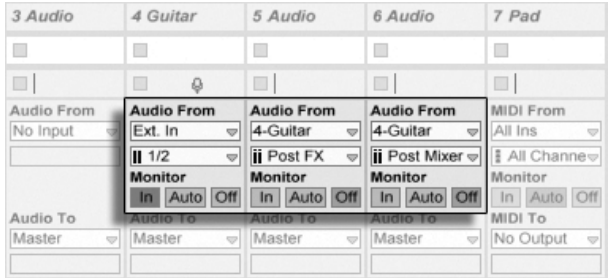 3 Audio 4 Guitar 5 Audio 6 Audio 7 Pad
Audio From Audio From Audio From Audio From MIDI From
No Input Ext. In 4-Guitar 4-Guitar All Ins
1/2 Post FX Post Mixer All Channe
Monitor Monitor Monitor Monitor
In Auto Off In Auto Off In Auto Off In Auto Off
Audio To Audio To Audio To Audio To MIDI To
Master Master Master Master No Output